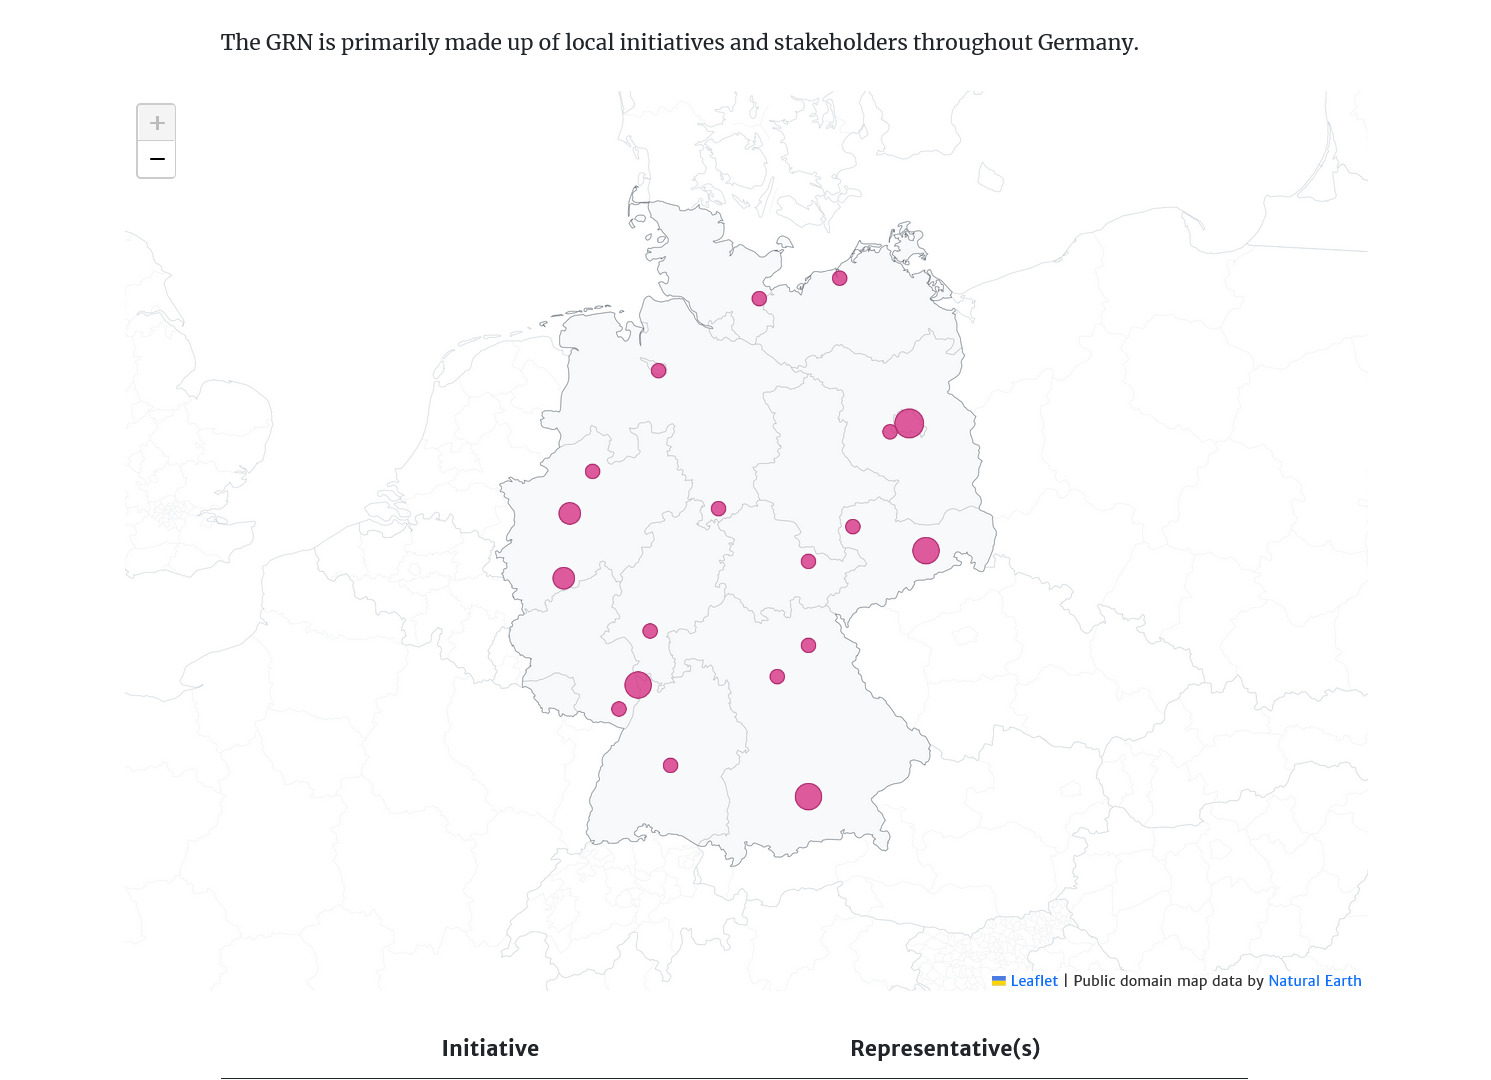 The GRN is primarily made up of local initiatives and stakeholders throughout Germany.
+
−
Leaflet | Public domain map data by Natural Earth
Initiative Representative(s)